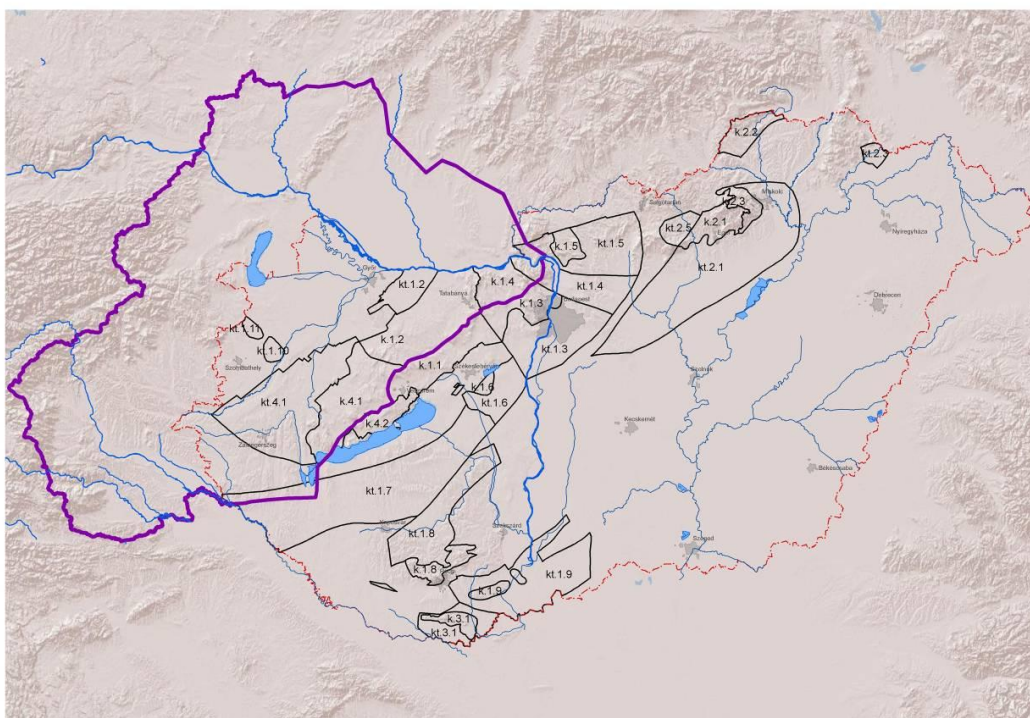 k.2.2
kt.2.3
Salgótarján
Miskolc
k.2.3
Nyíregyháza
k.2.1
kt.2.5
Eger
k.1.5
kt.1.5
kt.2.1
Győr
kt.1.2
k.1.4
kt.1.4
Tatabánya
k.1.3
Budapest
Debrecen
kt.1.11
k.1.2
kt.1.3
kt.1.10
Szombathely
k.1.1
Székesfehérvár
Szolnok
k.1.6
Veszprém
kt.1.6
k.4.1
kt.4.1
k.4.2
Kecskemét
Zalaegerszeg
Békéscsaba
kt.1.7
Kaposvár
Szekszárd
kt.1.8
Szeged
k.1.8
kt.1.9
k.1.9
k.3.1
kt.3.1